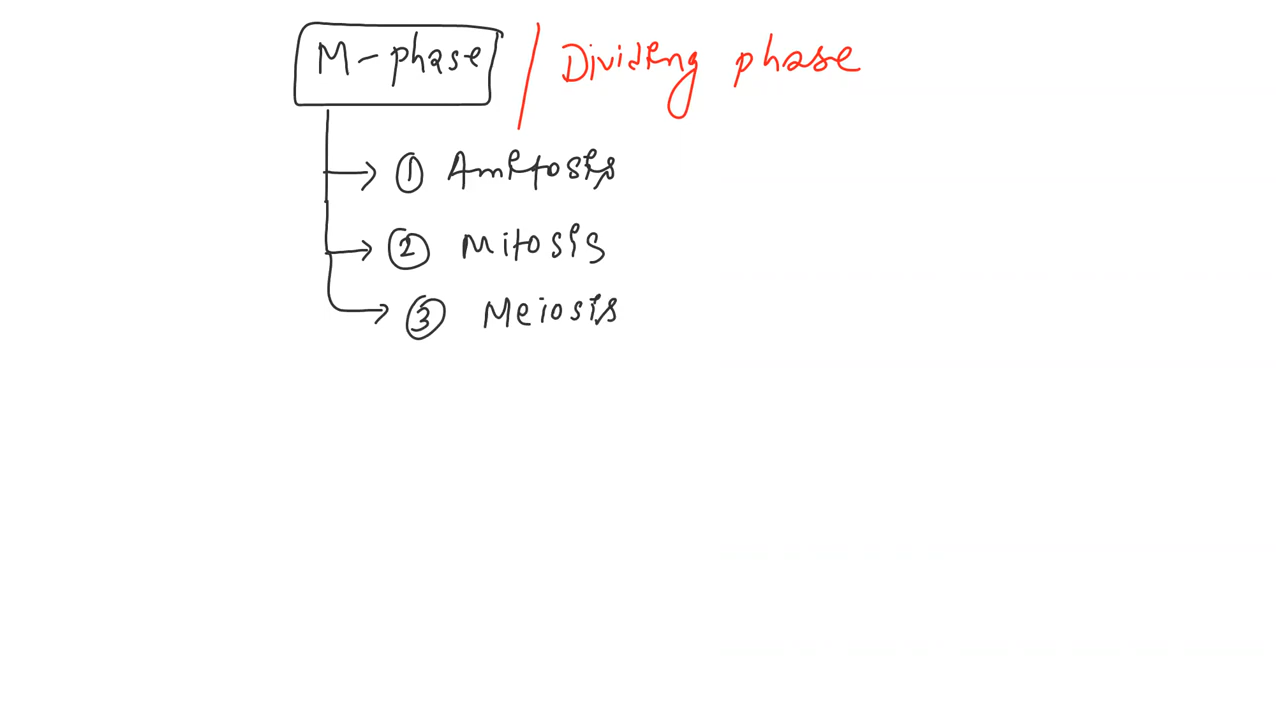 M-phase / Dividing phase
① Amitosis
② Mitosis
③ Meiosis